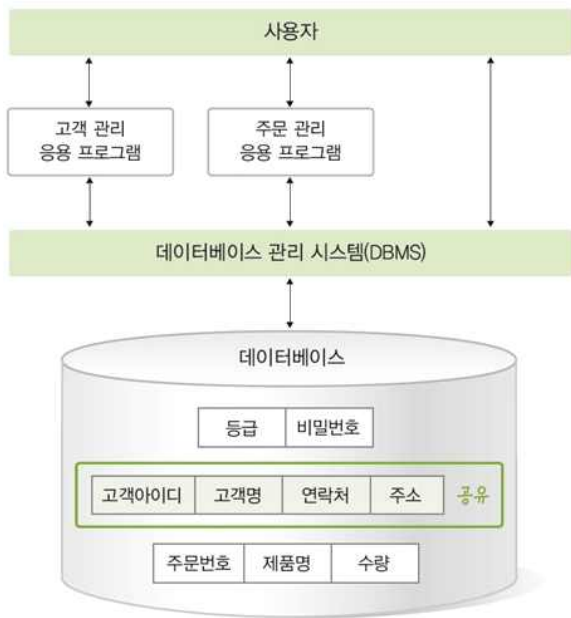 사용자
고객 관리
응용 프로그램
주문 관리
응용 프로그램
데이터베이스 관리 시스템(DBMS)
데이터베이스
등급 비밀번호
고객아이디 고객명 연락처 주소 공유
주문번호 제품명 수량